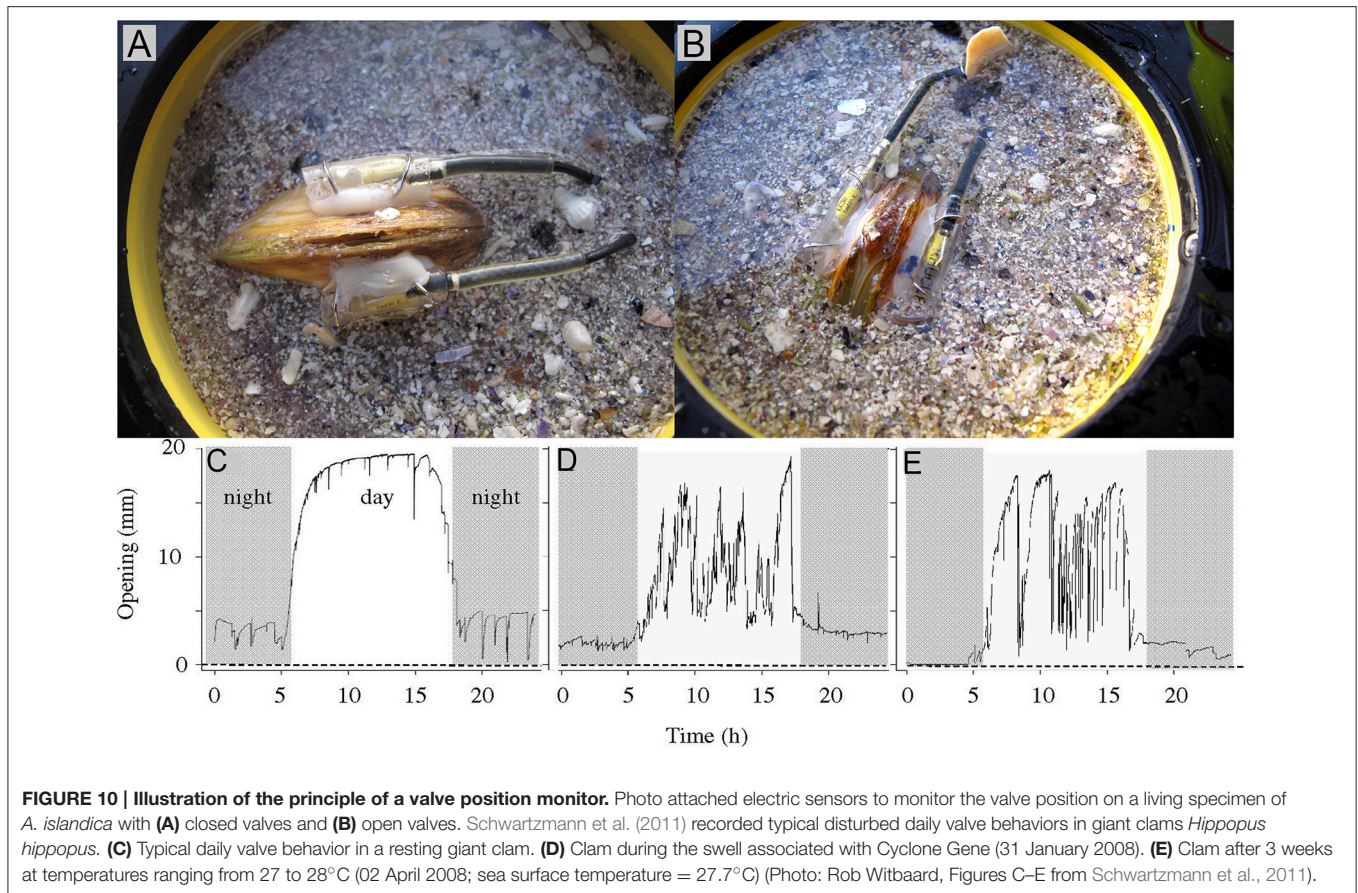 A
B
20
C
D
E
night
day
night
10
0
Opening (mm)
0
5
10
15
20
0
5
10
15
20
0
5
10
15
20
Time (h)
FIGURE 10 | Illustration of the principle of a valve position monitor. Photo attached electric sensors to monitor the valve position on a living specimen of
A. islandica with (A) closed valves and (B) open valves. Schwartzmann et al. (2011) recorded typical disturbed daily valve behaviors in giant clams Hippopus
hippopus. (C) Typical daily valve behavior in a resting giant clam. (D) Clam during the swell associated with Cyclone Gene (31 January 2008). (E) Clam after 3 weeks
at temperatures ranging from 27 to 28°C (02 April 2008; sea surface temperature = 27.7°C) (Photo: Rob Witbaard, Figures C–E from Schwartzmann et al., 2011).